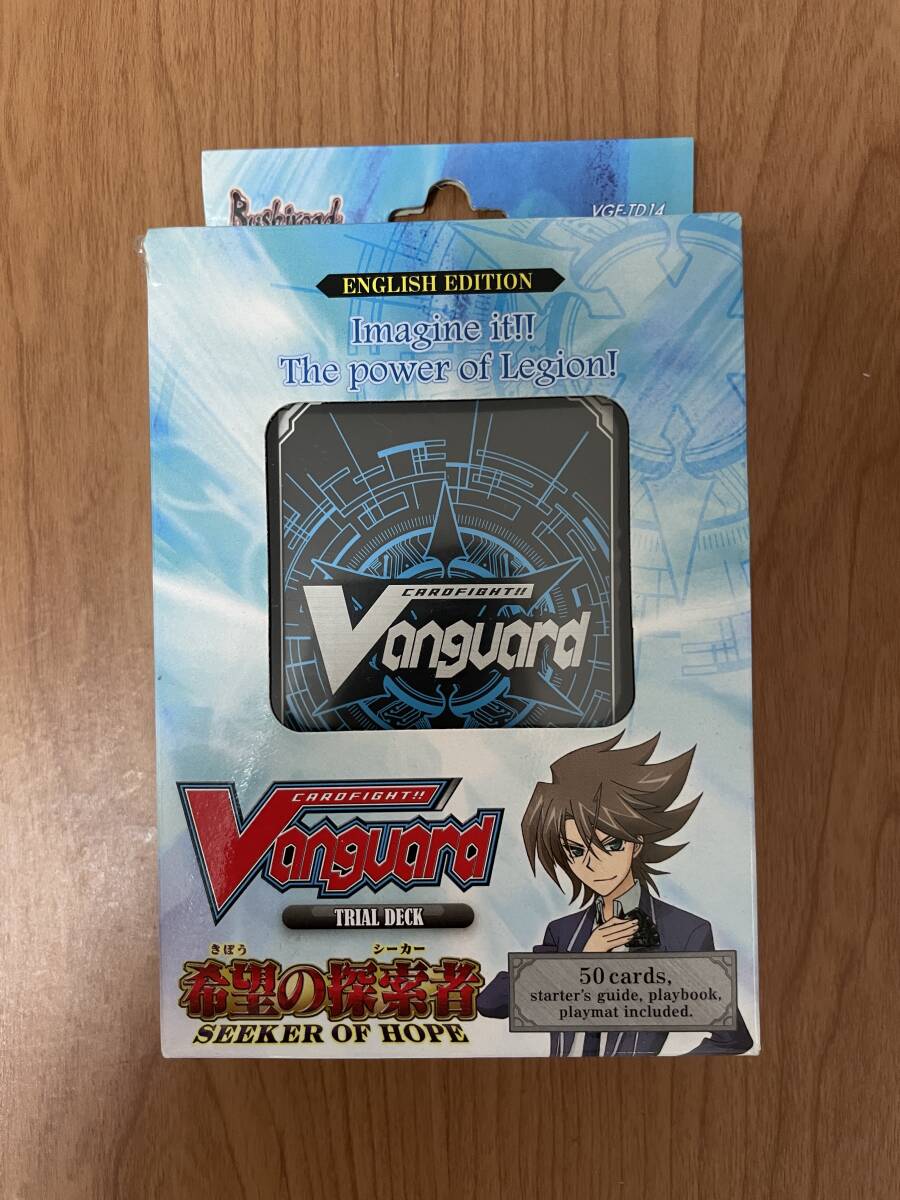 Bushiroad
VGE-TD14
ENGLISH EDITION
Imagine it!!
The power of Legion!
CARDFIGHT!!
Vanguard
CARDFIGHT!!
Vanguard
TRIAL DECK
きぼう シーカー
希望の探索者
SEEKER OF HOPE
50 cards,
starter's guide, playbook,
playmat included.